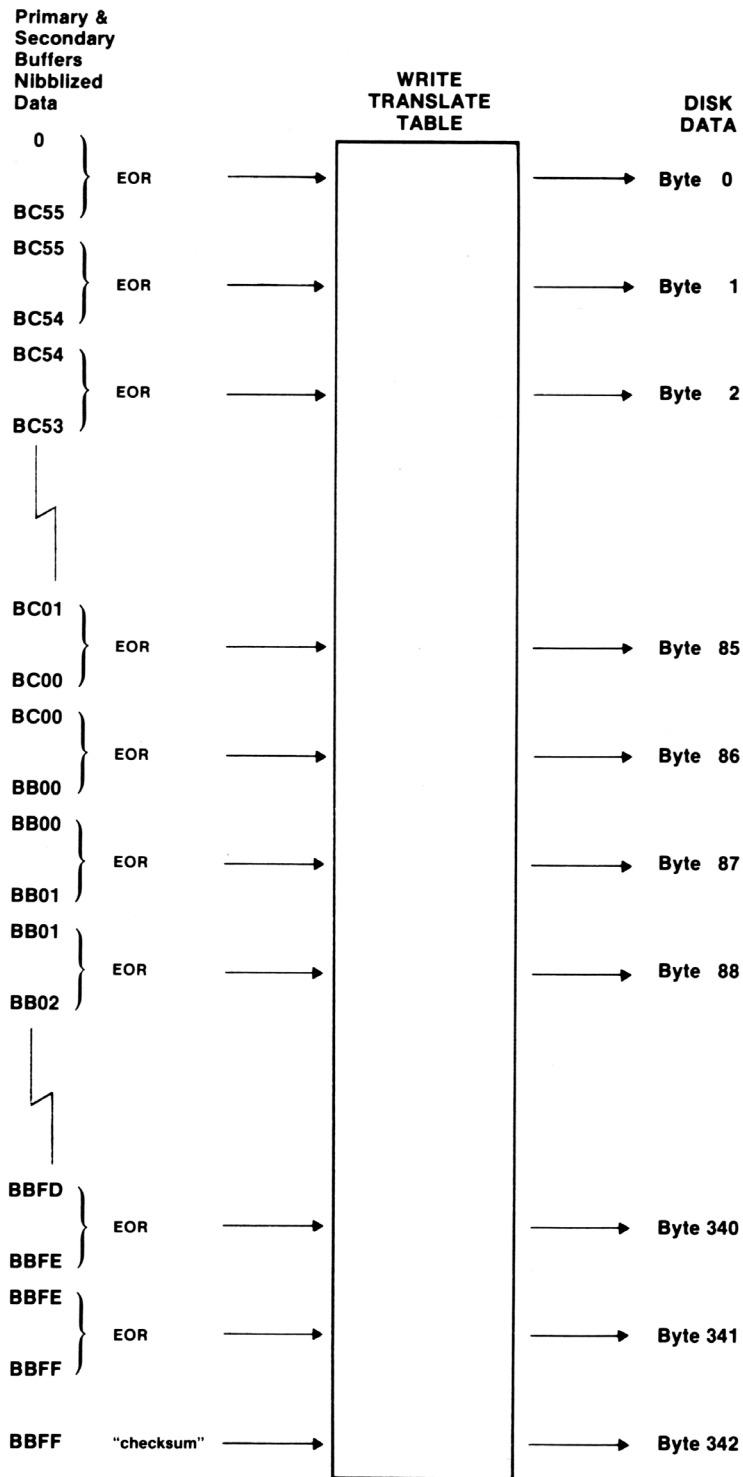 Primary &
Secondary
Buffers
Nibblized
Data
WRITE
TRANSLATE
TABLE
DISK
DATA
0
EOR
Byte 0
BC55
BC55
EOR
Byte 1
BC54
BC54
EOR
Byte 2
BC53
BC01
EOR
Byte 85
BC00
BC00
EOR
Byte 86
BB00
BB00
EOR
Byte 87
BB01
BB01
EOR
Byte 88
BB02
BBFD
EOR
Byte 340
BBFE
BBFE
EOR
Byte 341
BBFF
BBFF "checksum" Byte 342